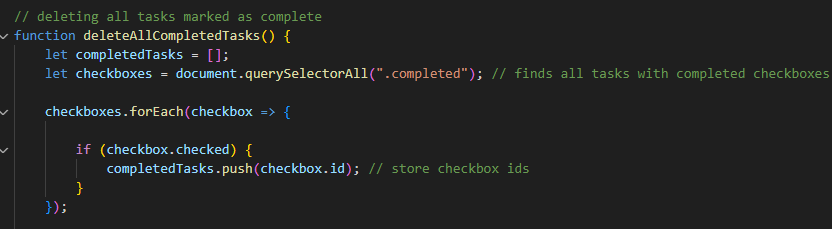 // deleting all tasks marked as complete
function deleteAllCompletedTasks() {
let completedTasks = [];
let checkboxes = document.querySelectorAll(".completed"); // finds all tasks with completed checkboxes
checkboxes.forEach(checkbox => {
if (checkbox.checked) {
completedTasks.push(checkbox.id); // store checkbox ids
}
});